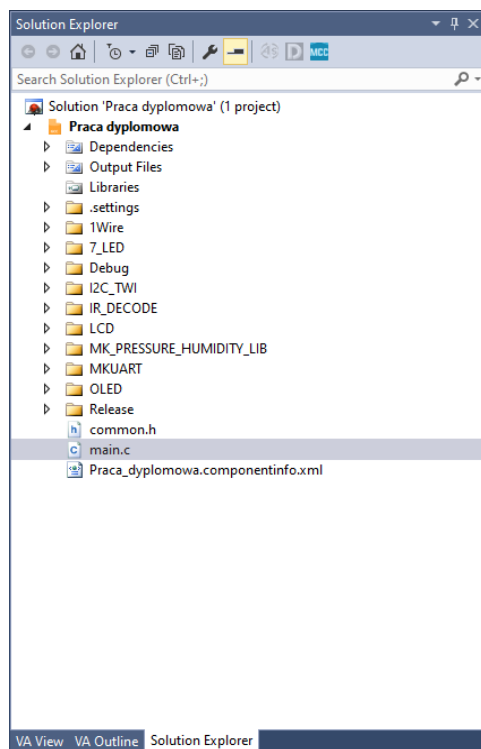 Solution Explorer
MCC
Search Solution Explorer (Ctrl+;)
Solution 'Praca dyplomowa' (1 project)
Praca dyplomowa
Dependencies
Output Files
Libraries
.settings
1Wire
7_LED
Debug
I2C_TWI
IR_DECODE
LCD
MK_PRESSURE_HUMIDITY_LIB
MKUART
OLED
Release
h common.h
c main.c
Praca_dyplomowa.componentinfo.xml
VA View VA Outline Solution Explorer